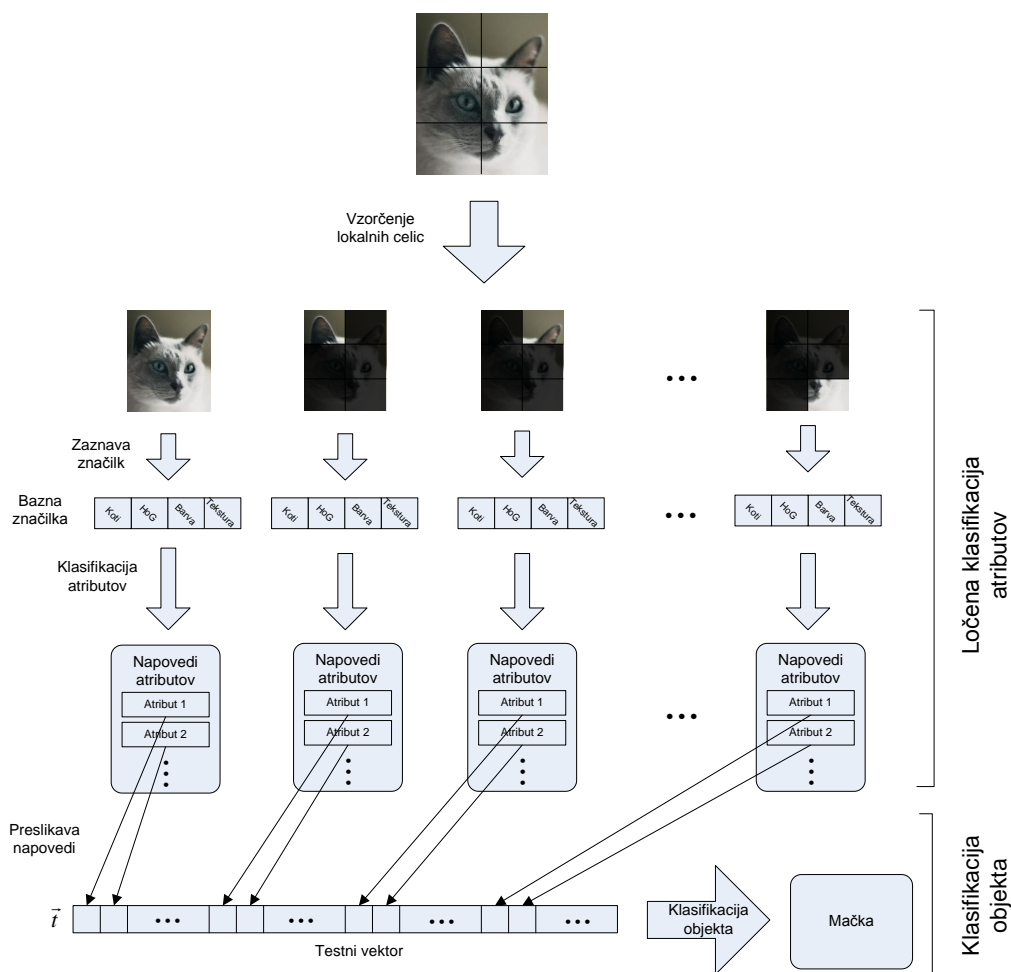 Vzorčenje
lokalnih celic
Zaznava
značilk
Bazna
značilka
Koti HoG Barva Tekstura
Koti HoG Barva Tekstura
Koti HoG Barva Tekstura
Koti HoG Barva Tekstura
Klasifikacija
atributov
Napovedi
atributov
Atribut 1
Atribut 2
Napovedi
atributov
Atribut 1
Atribut 2
Napovedi
atributov
Atribut 1
Atribut 2
Napovedi
atributov
Atribut 1
Atribut 2
Ločena klasifikacija
atributov
Preslikava
napovedi
t
Testni vektor
Klasifikacija
objekta
Mačka
Klasifikacija
objekta